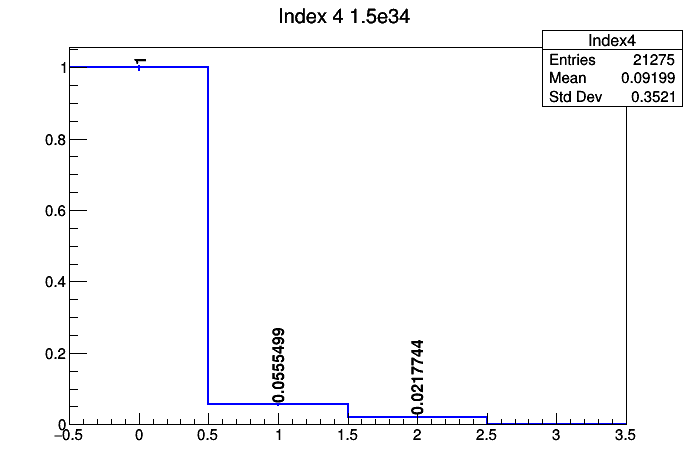 Index 4 1.5e34
Index4
Entries 21275
Mean 0.09199
Std Dev 0.3521
1
0.8
0.6
0.4
0.2
0
1
0.0555499
0.0217744
−0.5 0 0.5 1 1.5 2 2.5 3 3.5